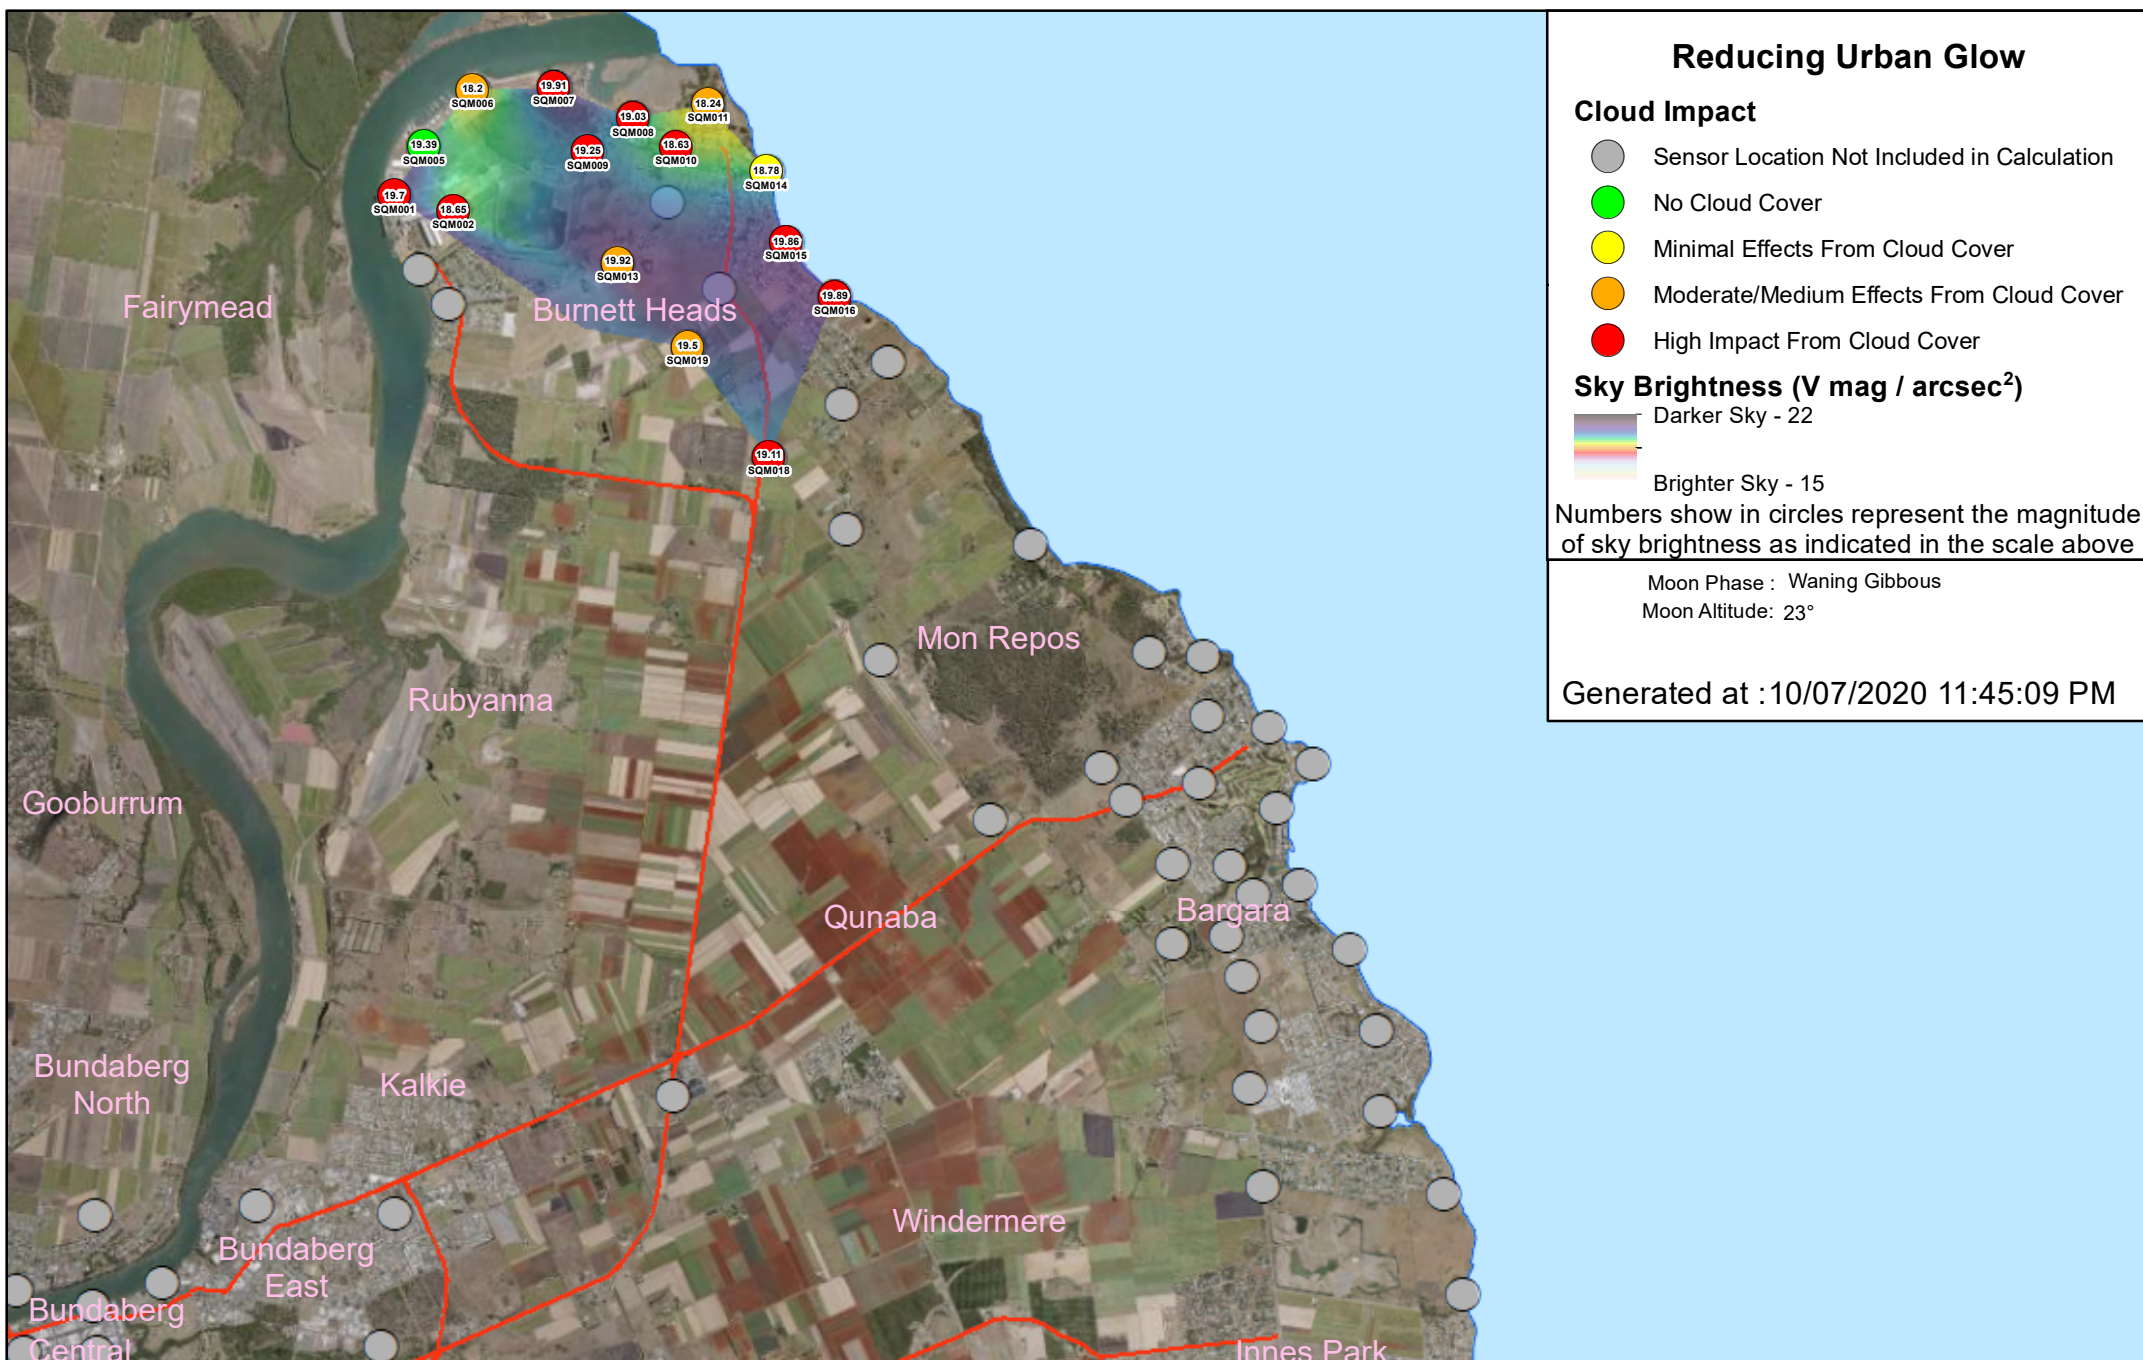 Reducing Urban Glow
Cloud Impact
Sensor Location Not Included in Calculation
No Cloud Cover
Minimal Effects From Cloud Cover
Moderate/Medium Effects From Cloud Cover
High Impact From Cloud Cover
Sky Brightness (V mag / arcsec²)
Darker Sky - 22
Brighter Sky - 15
Numbers show in circles represent the magnitude
of sky brightness as indicated in the scale above
Moon Phase : Waning Gibbous
Moon Altitude: 23°
Generated at :10/07/2020 11:45:09 PM
18.2
SQM006
19.91
SQM007
19.03
SQM008
18.24
SQM011
19.39
SQM005
19.25
SQM009
18.63
SQM010
18.78
SQM014
19.7
SQM001
18.65
SQM002
19.86
SQM015
19.92
SQM013
19.89
SQM016
19.5
SQM019
19.11
SQM018
Fairymead
Burnett Heads
Mon Repos
Rubyanna
Gooburrum
Qunaba
Bargara
Bundaberg
North
Kalkie
Windermere
Bundaberg
East
Bundaberg
Central
Innes Park